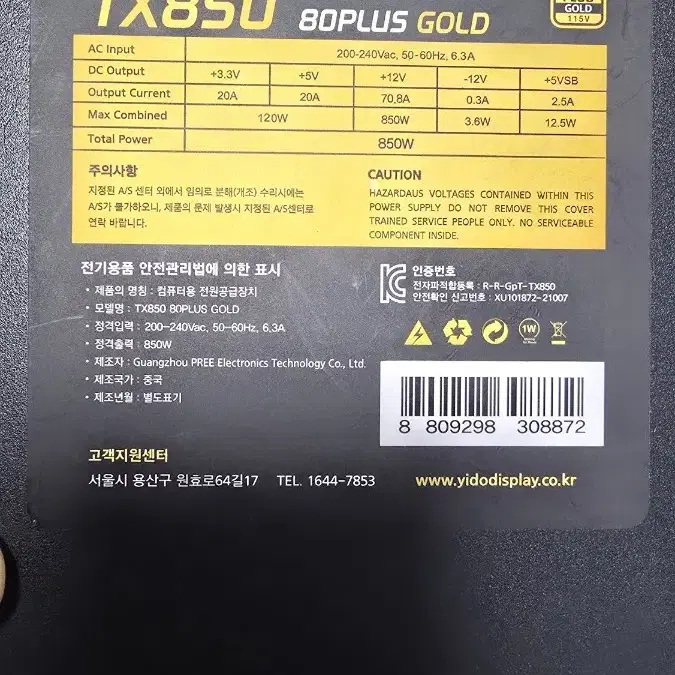 TX850 80PLUS GOLD
GOLD
115V
AC Input 200-240Vac, 50-60Hz, 6.3A
DC Output +3.3V +5V +12V -12V +5VSB
Output Current 20A 20A 70.8A 0.3A 2.5A
Max Combined 120W 850W 3.6W 12.5W
Total Power 850W
주의사항
지정된 A/S 센터 외에서 임의로 분해(개조) 수리시에는
A/S가 불가하오니, 제품의 문제 발생시 지정된 A/S센터로
연락 바랍니다.
CAUTION
HAZARDAUS VOLTAGES CONTAINED WITHIN THIS
POWER SUPPLY DO NOT REMOVE THIS COVER
TRAINED SERVICE PEOPLE ONLY. NO SERVICEABLE
COMPONENT INSIDE.
전기용품 안전관리법에 의한 표시
• 제품의 명칭 : 컴퓨터용 전원공급장치
• 모델명 : TX850 80PLUS GOLD
• 정격입력 : 200-240Vac, 50-60Hz, 6.3A
• 정격출력 : 850W
• 제조자 : Guangzhou PREE Electronics Technology Co., Ltd.
• 제조국가 : 중국
• 제조년월 : 별도표기
인증번호
전자파적합등록 : R-R-GpT-TX850
안전확인 신고번호 : XU101872-21007
1W
8 809298 308872
고객지원센터
서울시 용산구 원효로64길17 TEL. 1644-7853
www.yidodisplay.co.kr